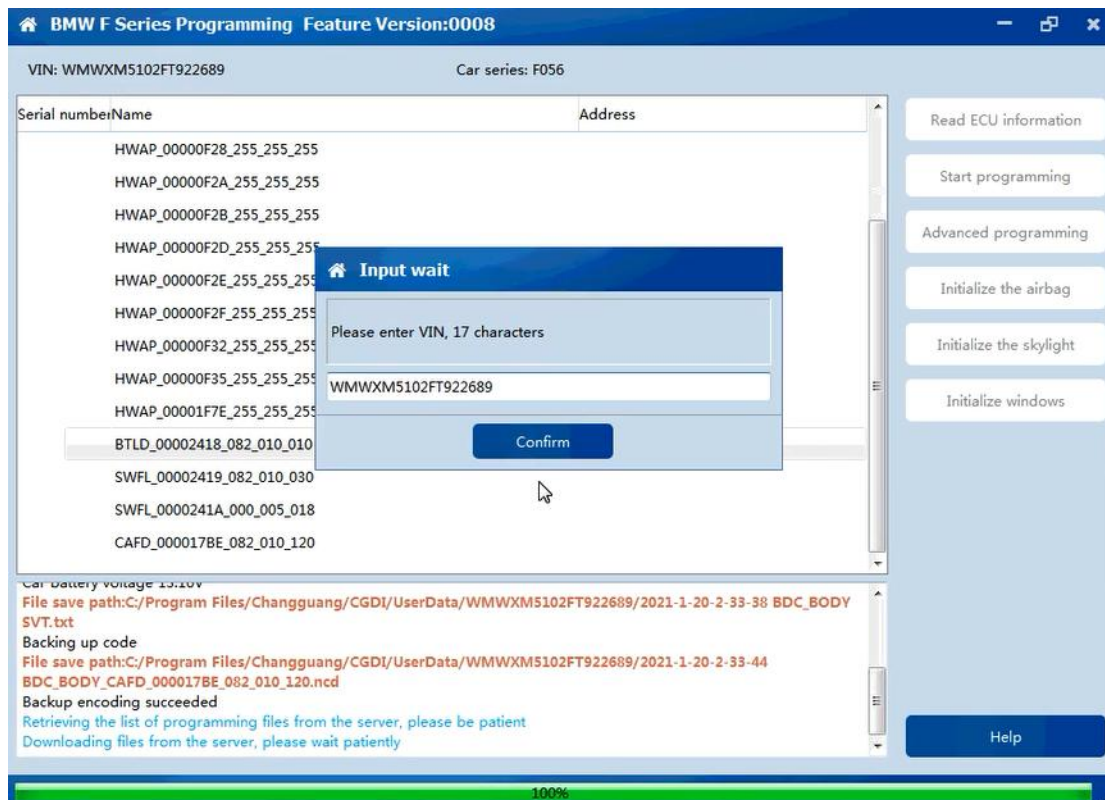 BMW F Series Programming Feature Version:0008
VIN: WMWXM5102FT922689 Car series: F056
Serial number Name Address
HWAP_00000F28_255_255_255
HWAP_00000F2A_255_255_255
HWAP_00000F2B_255_255_255
HWAP_00000F2D_255_255_255
HWAP_00000F2E_255_255_255
HWAP_00000F2F_255_255_255
HWAP_00000F32_255_255_255
HWAP_00000F35_255_255_255
HWAP_00001F7E_255_255_255
BTLD_00002418_082_010_010
SWFL_00002419_082_010_030
SWFL_0000241A_000_005_018
CAFD_000017BE_082_010_120
Input wait
Please enter VIN, 17 characters
WMWXM5102FT922689
Confirm
Read ECU information
Start programming
Advanced programming
Initialize the airbag
Initialize the skylight
Initialize windows
Help
Car battery voltage 13.10V
File save path:C:/Program Files/Changguang/CGDI/UserData/WMWXM5102FT922689/2021-1-20-2-33-38 BDC_BODY
SVT.txt
Backing up code
File save path:C:/Program Files/Changguang/CGDI/UserData/WMWXM5102FT922689/2021-1-20-2-33-44
BDC_BODY_CAFD_000017BE_082_010_120.ncd
Backup encoding succeeded
Retrieving the list of programming files from the server, please be patient
Downloading files from the server, please wait patiently
100%